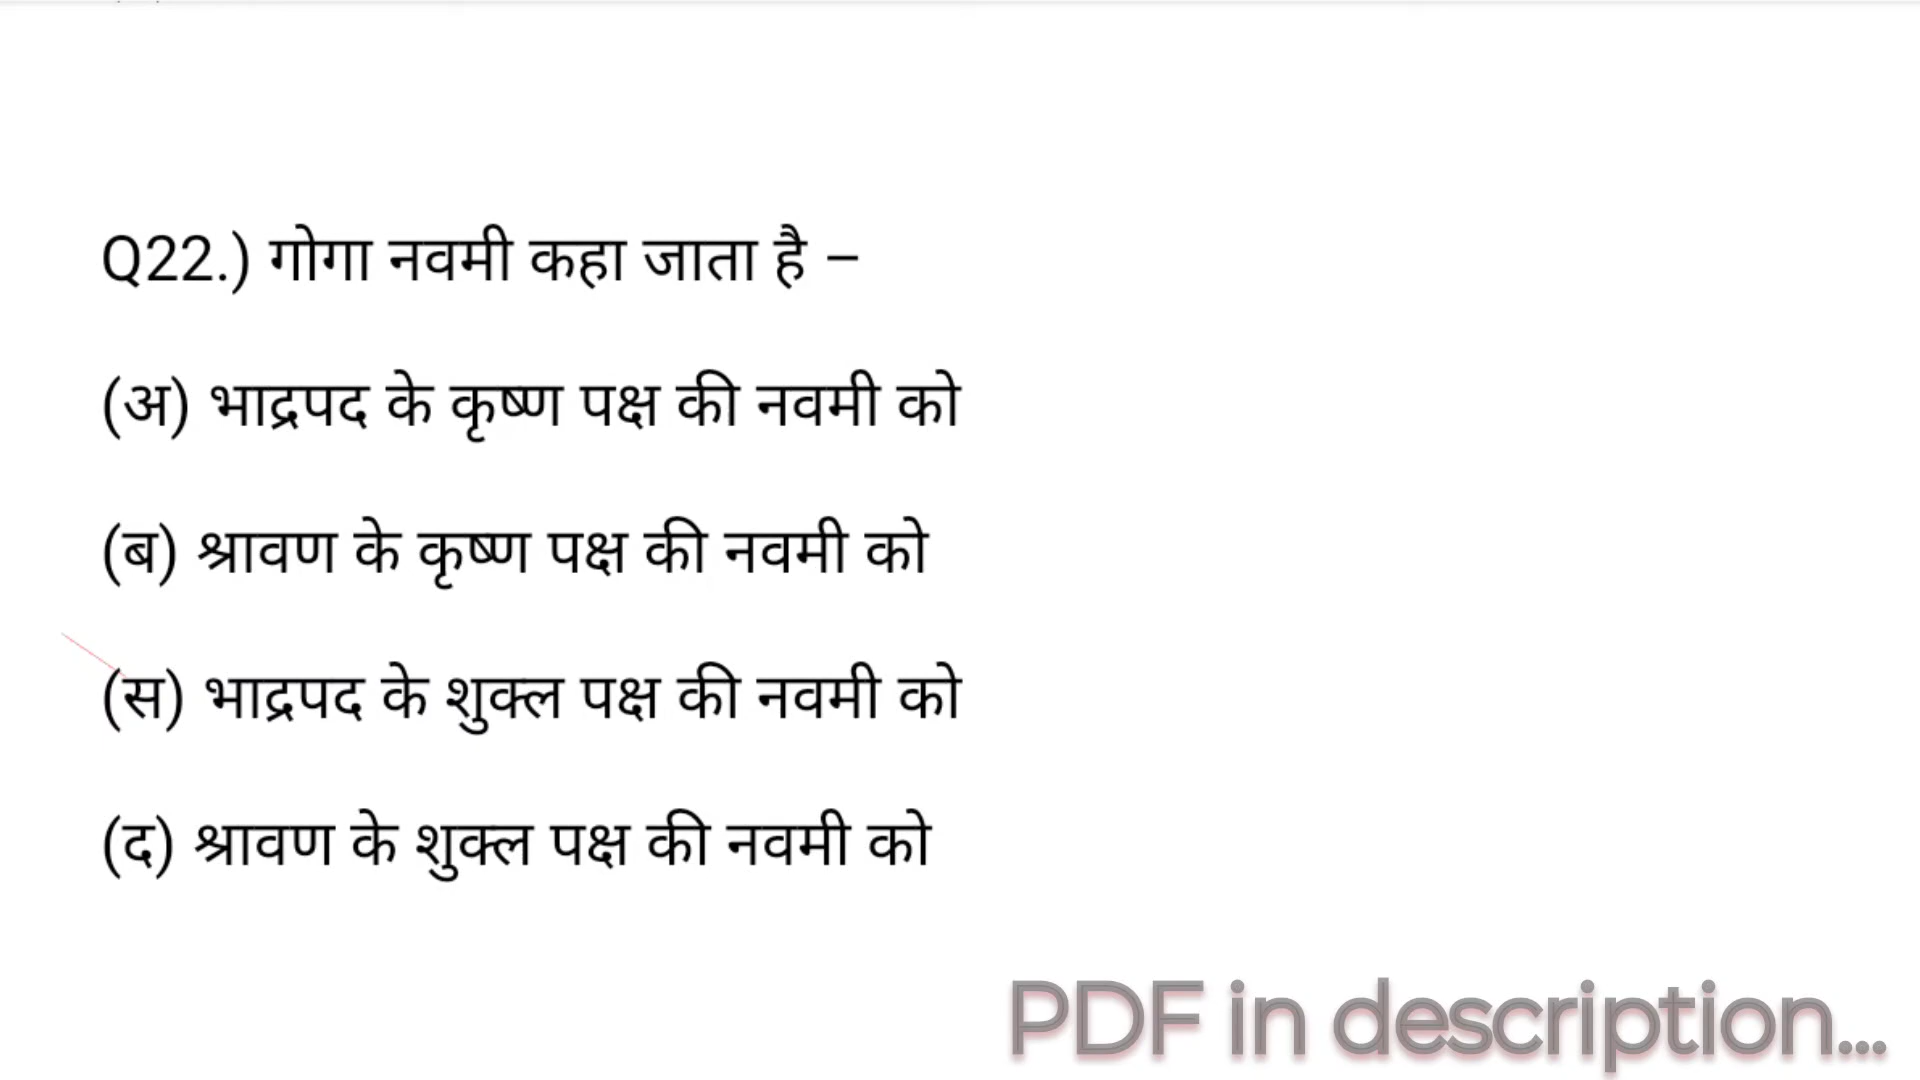 Q22.) गोगा नवमी कहा जाता है –
(अ) भाद्रपद के कृष्ण पक्ष की नवमी को
(ब) श्रावण के कृष्ण पक्ष की नवमी को
(स) भाद्रपद के शुक्ल पक्ष की नवमी को
(द) श्रावण के शुक्ल पक्ष की नवमी को
PDF in description...